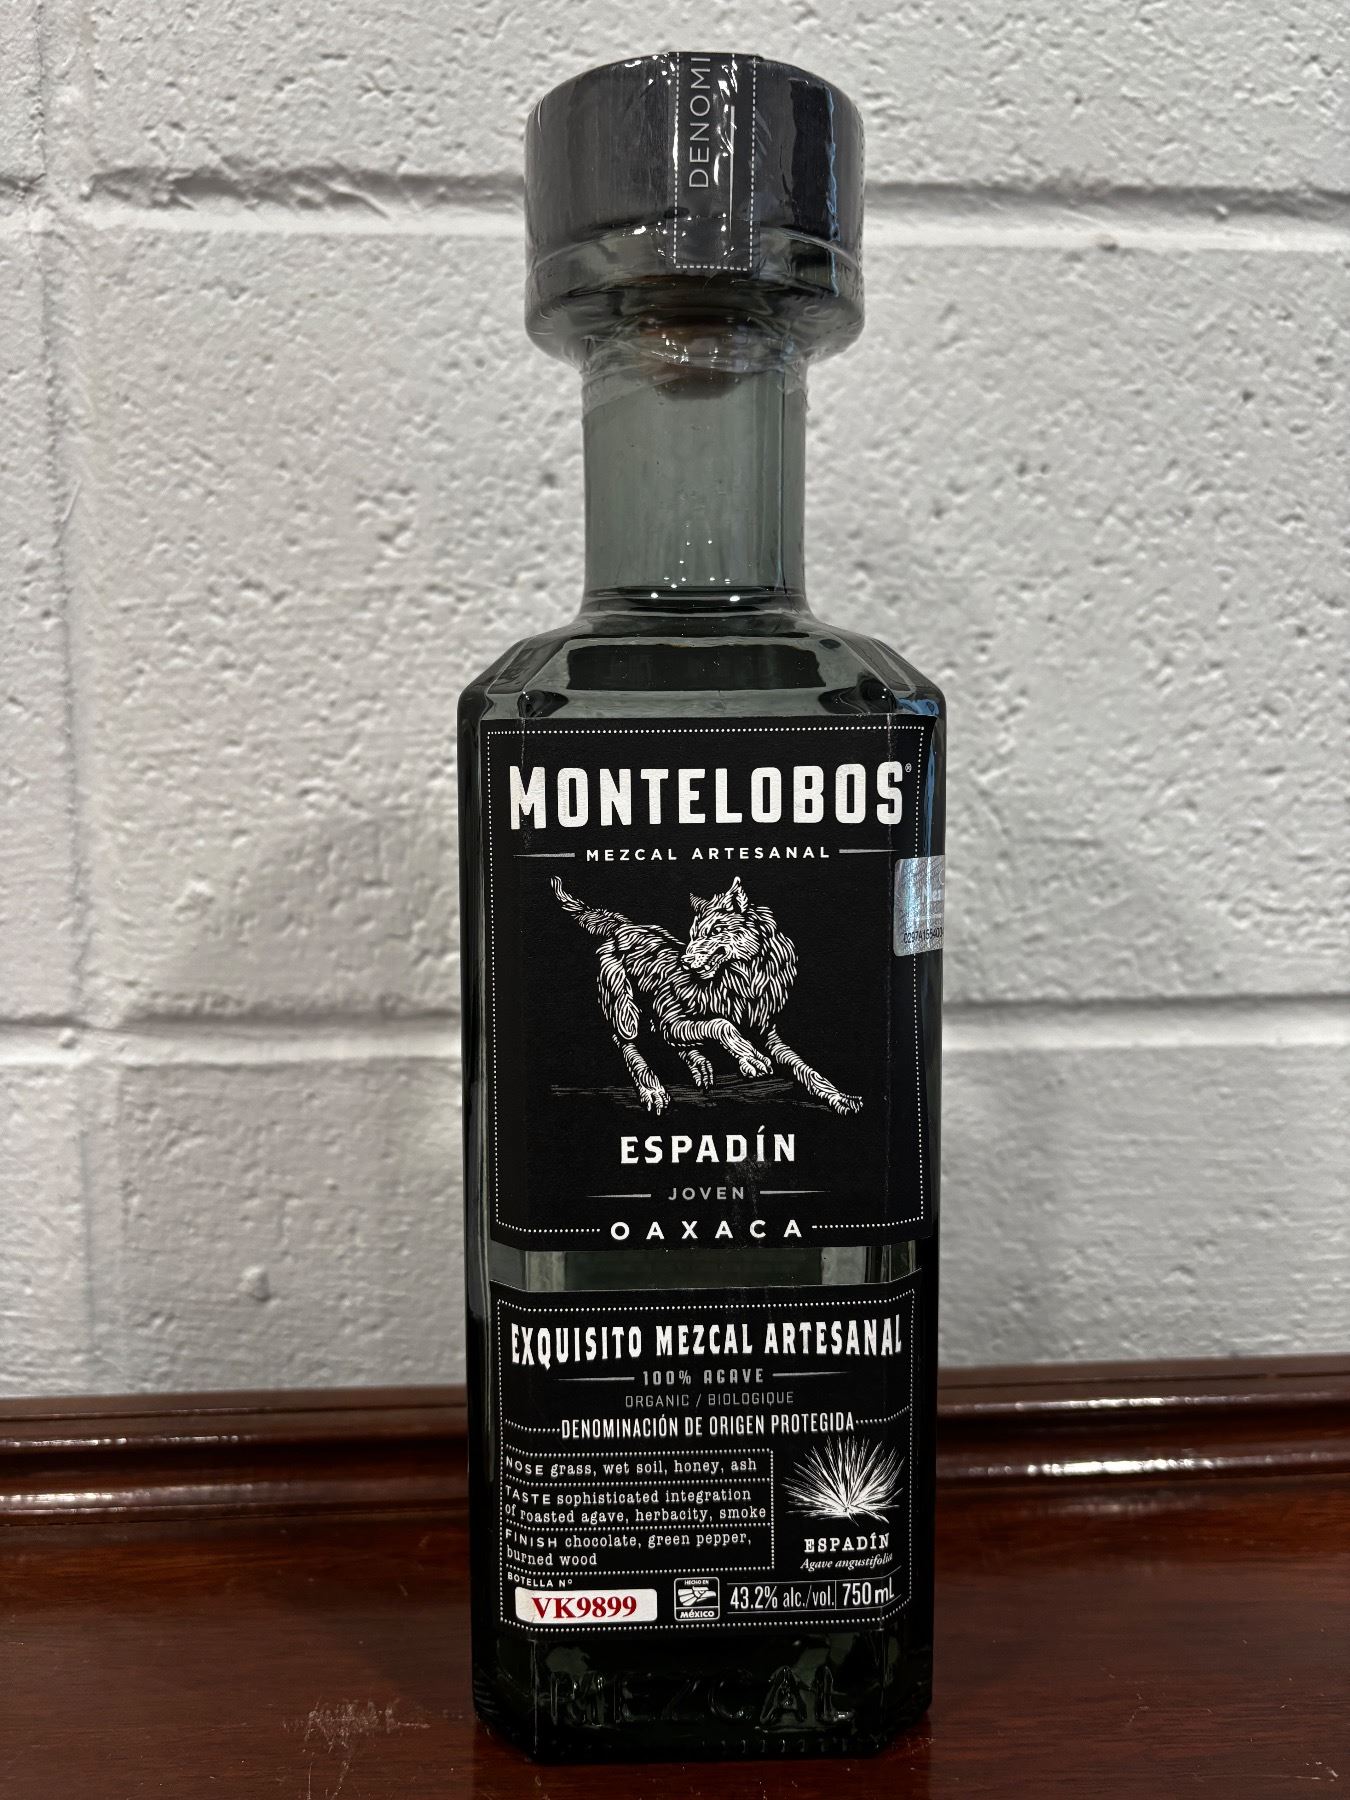 DENOMI
MONTELOBOS®
MEZCAL ARTESANAL
ESPADÍN
JOVEN
OAXACA
EXQUISITO MEZCAL ARTESANAL
100% AGAVE
ORGANIC / BIOLOGIQUE
DENOMINACIÓN DE ORIGEN PROTEGIDA
NOSE grass, wet soil, honey, ash
TASTE sophisticated integration
of roasted agave, herbacity, smoke
FINISH chocolate, green pepper,
burned wood
ESPADÍN
Agave angustifolia
BOTELLA Nº
VK9899
HECHO EN
MÉXICO
43.2% alc./vol. 750 mL
MEZCAL